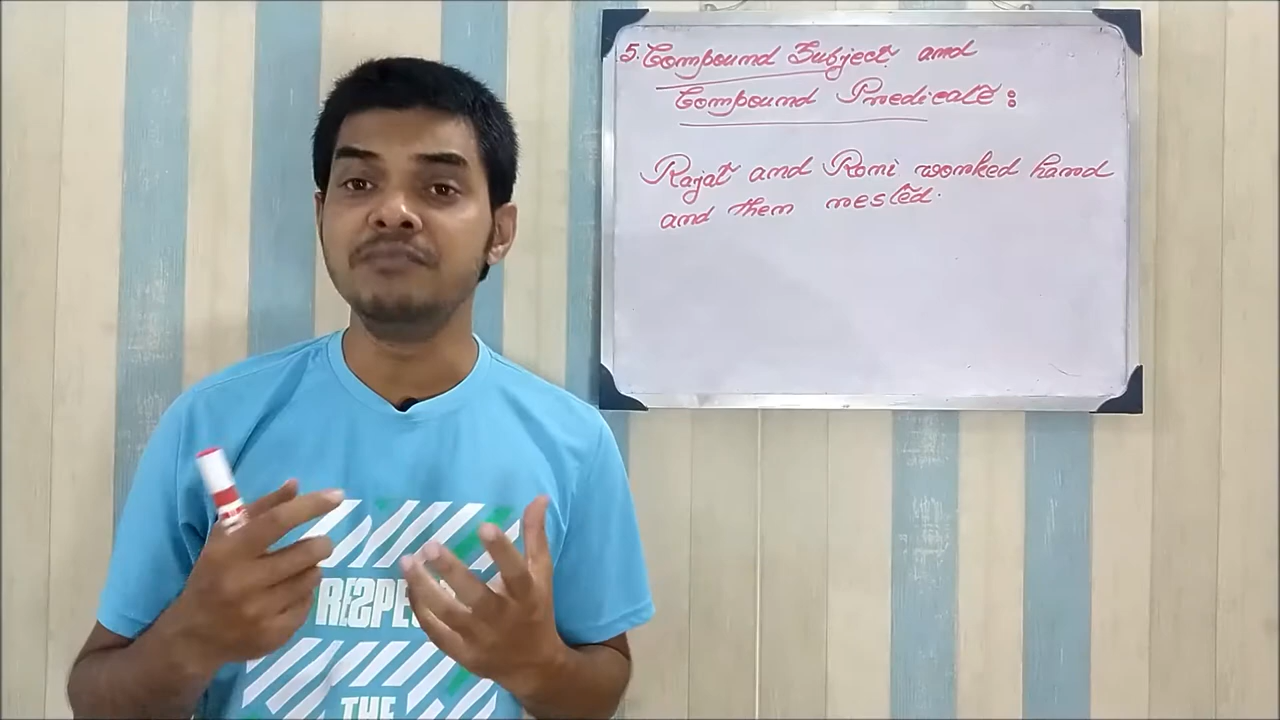 5. Compound Subject and
Compound Predicate:
Rajat and Romi worked hard
and then rested.
THE